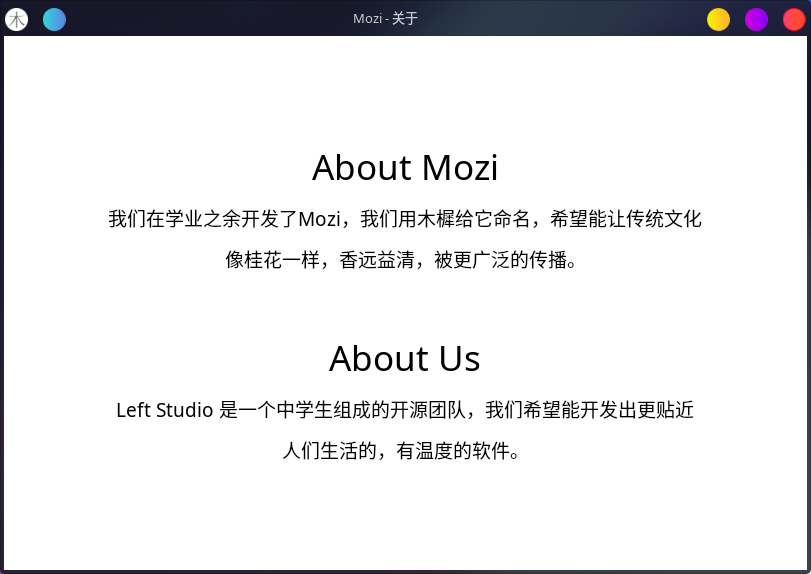 木
Mozi - 关于
About Mozi
我们在学业之余开发了Mozi，我们用木樨给它命名，希望能让传统文化
像桂花一样，香远益清，被更广泛的传播。
About Us
Left Studio 是一个中学生组成的开源团队，我们希望能开发出更贴近
人们生活的，有温度的软件。